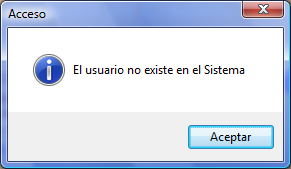 Acceso
El usuario no existe en el Sistema
Aceptar